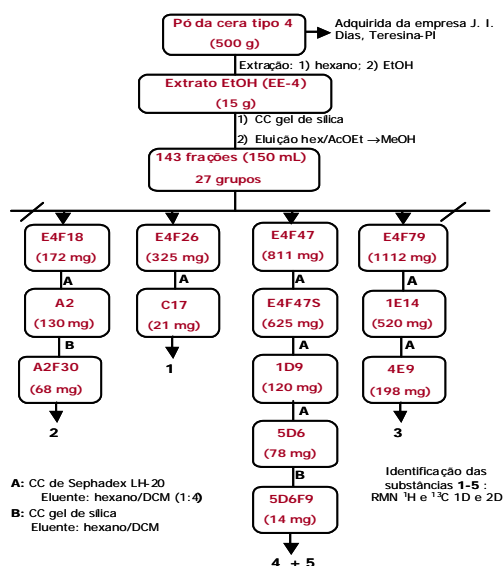 Pó da cera tipo 4
(500 g)
Adquirida da empresa J. I.
Dias, Teresina-PI
Extração: 1) hexano; 2) EtOH
Extrato EtOH (EE-4)
(15 g)
1) CC gel de sílica
2) Eluição hex/AcOEt →MeOH
143 frações (150 mL)
27 grupos
E4F18
(172 mg)
E4F26
(325 mg)
E4F47
(811 mg)
E4F79
(1112 mg)
A
A
A
A
A2
(130 mg)
C17
(21 mg)
E4F47S
(625 mg)
1E14
(520 mg)
B
A
A
A2F30
(68 mg)
1
1D9
(120 mg)
4E9
(198 mg)
2
A
3
5D6
(78 mg)
B
5D6F9
(14 mg)
4 + 5
A: CC de Sephadex LH-20
Eluente: hexano/DCM (1:4)
B: CC gel de sílica
Eluente: hexano/DCM
Identificação das
substâncias 1-5 :
RMN ¹H e ¹³C 1D e 2D